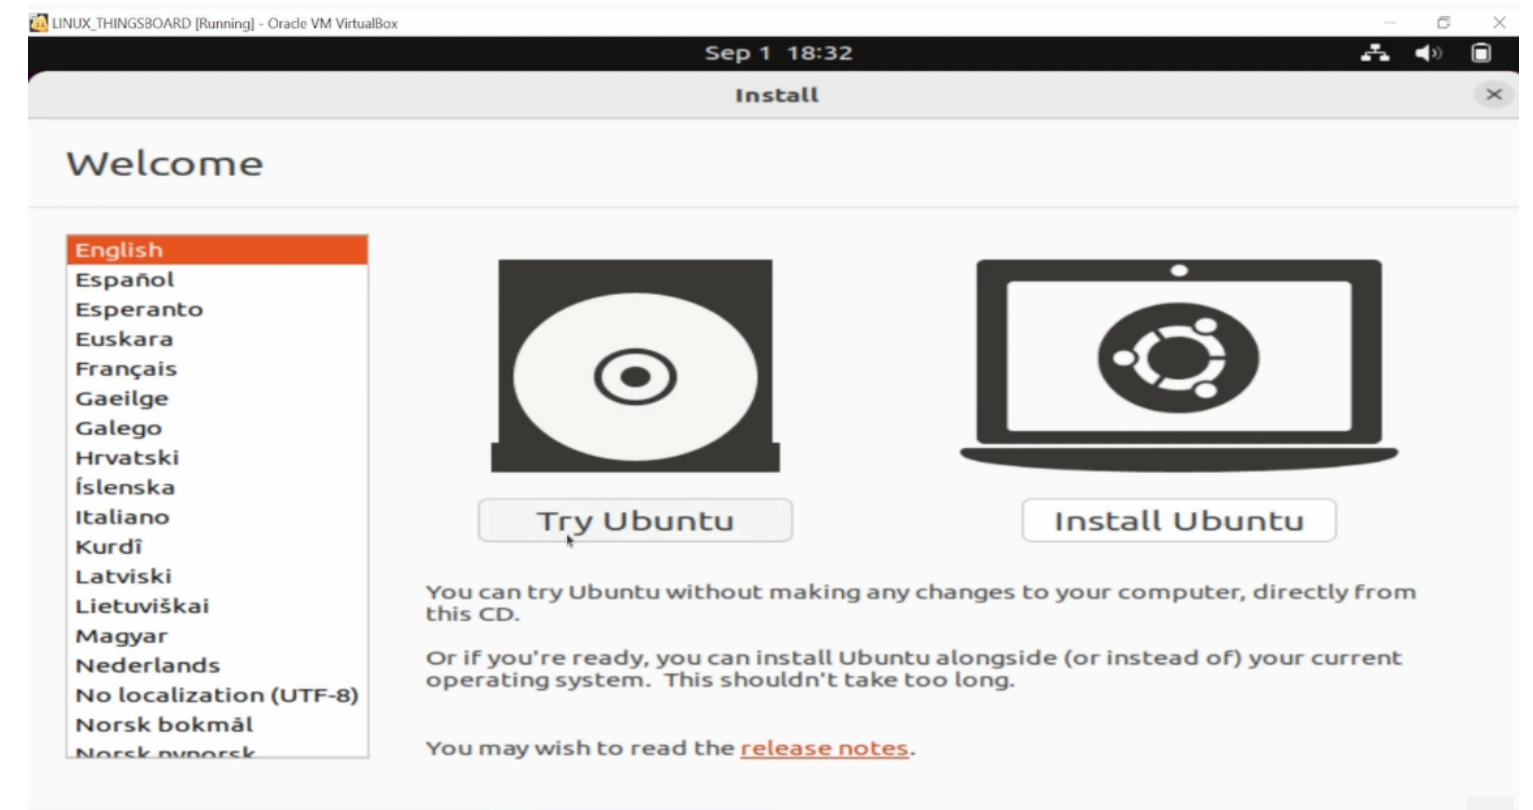 LINUX_THINGSBOARD [Running] - Oracle VM VirtualBox
Sep 1 18:32
Install
Welcome
English
Español
Esperanto
Euskara
Français
Gaeilge
Galego
Hrvatski
Íslenska
Italiano
Kurdî
Latviski
Lietuviškai
Magyar
Nederlands
No localization (UTF-8)
Norsk bokmål
Norsk nynorsk
Try Ubuntu
Install Ubuntu
You can try Ubuntu without making any changes to your computer, directly from
this CD.
Or if you're ready, you can install Ubuntu alongside (or instead of) your current
operating system. This shouldn't take too long.
You may wish to read the release notes.